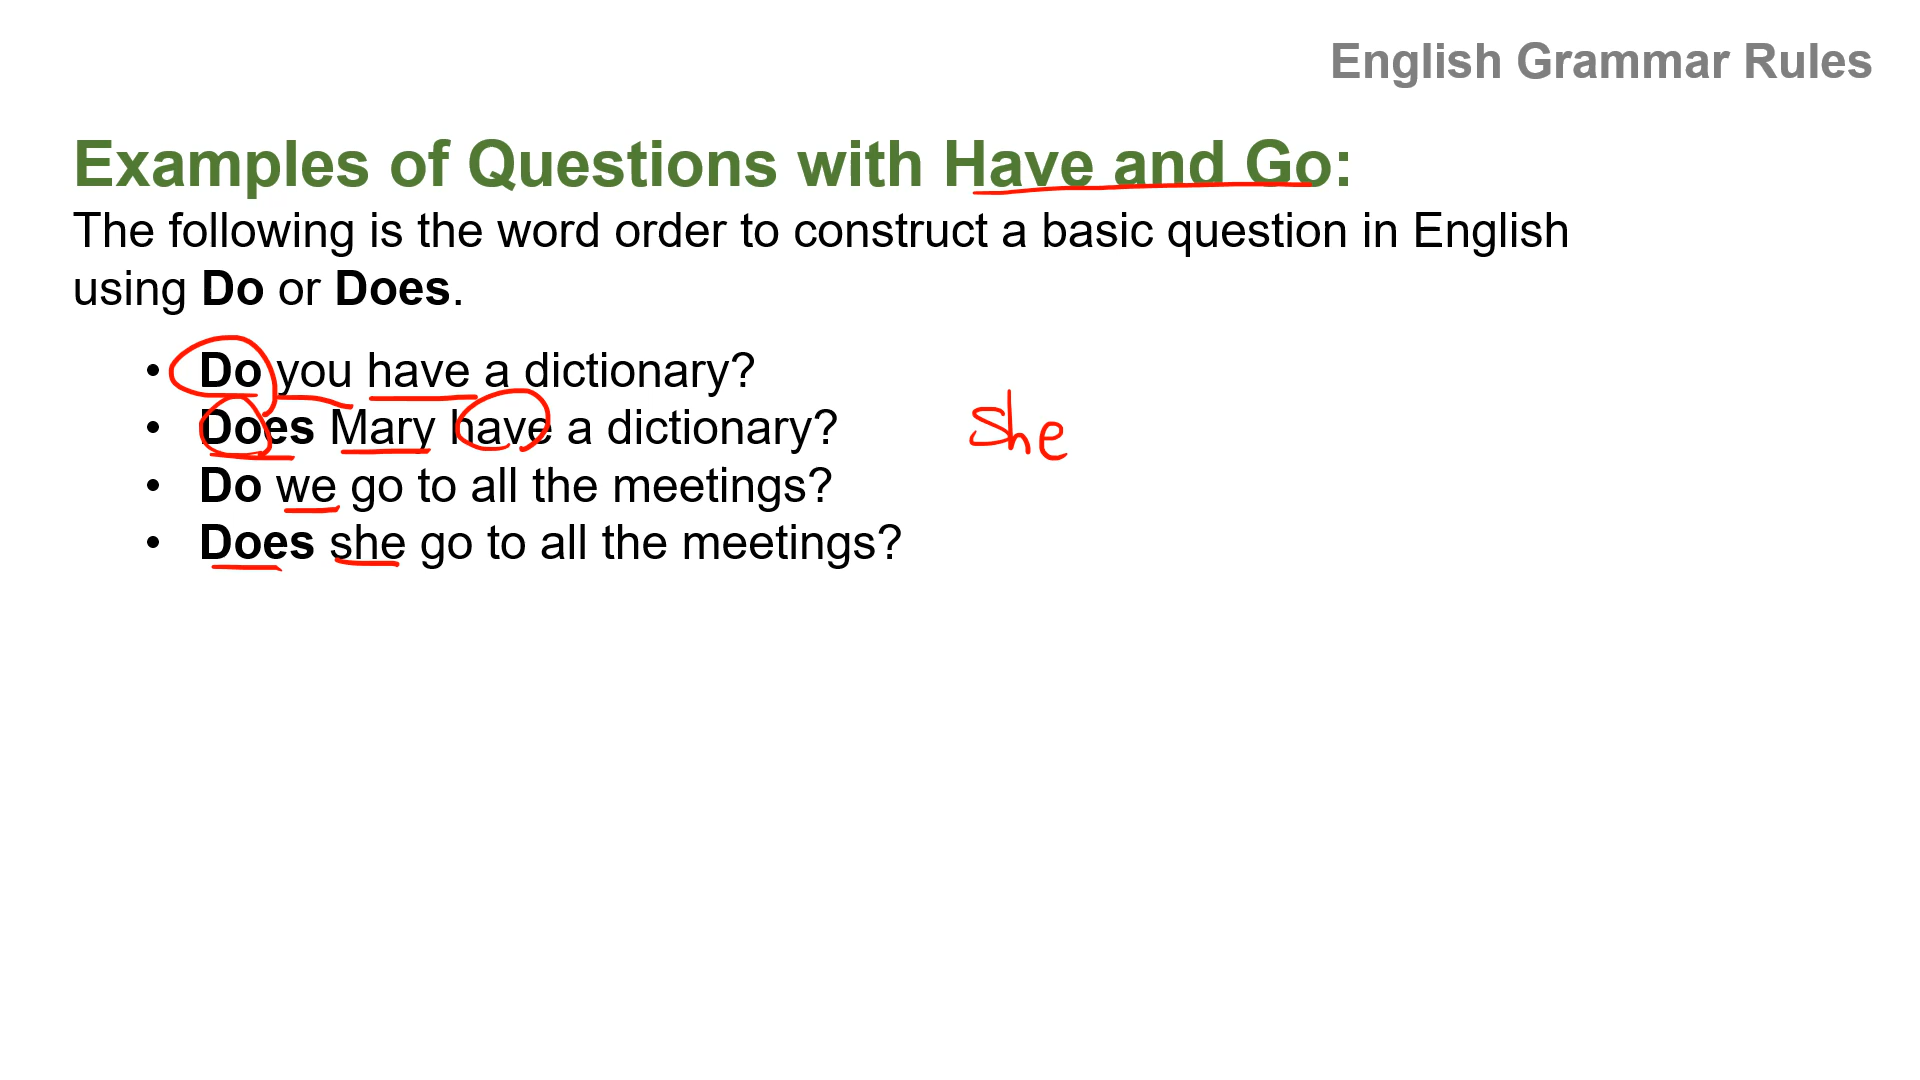 English Grammar Rules
Examples of Questions with Have and Go:
The following is the word order to construct a basic question in English
using Do or Does.
• Do you have a dictionary?
• Does Mary have a dictionary?
she
• Do we go to all the meetings?
• Does she go to all the meetings?